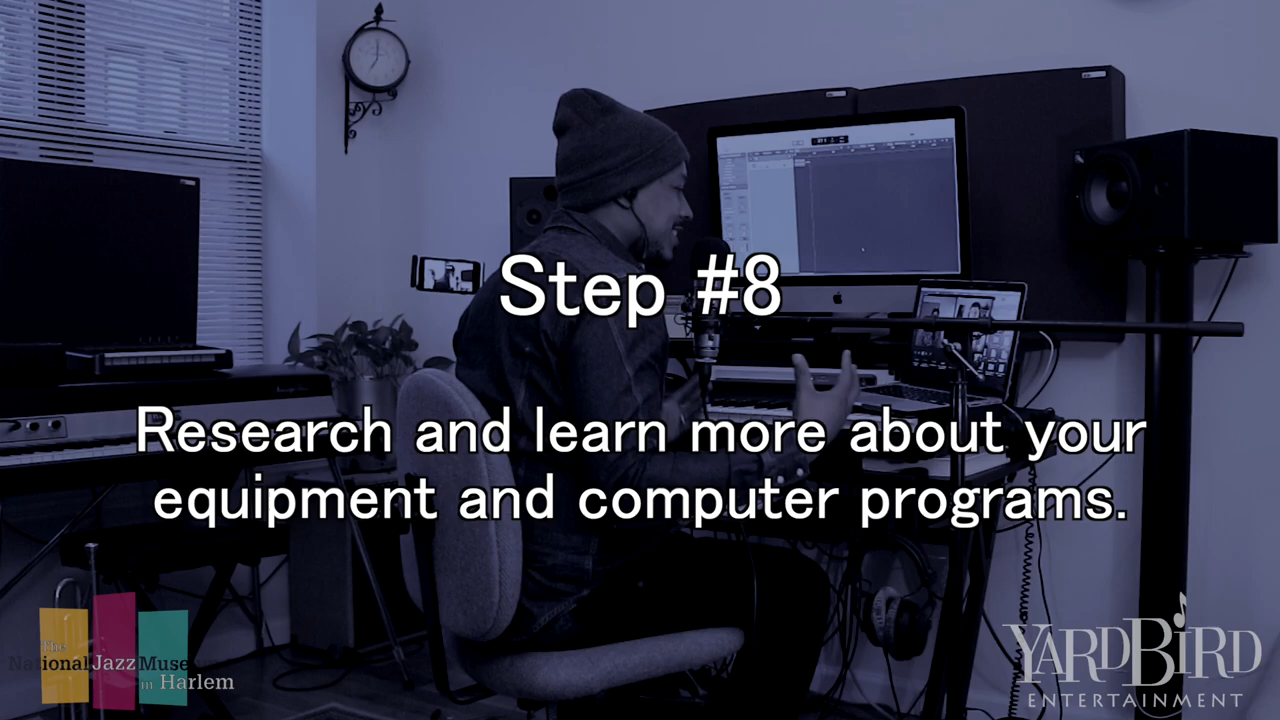 Step #8
Research and learn more about your
equipment and computer programs.
The
National Jazz Museum
in Harlem
YARDBIRD
ENTERTAINMENT